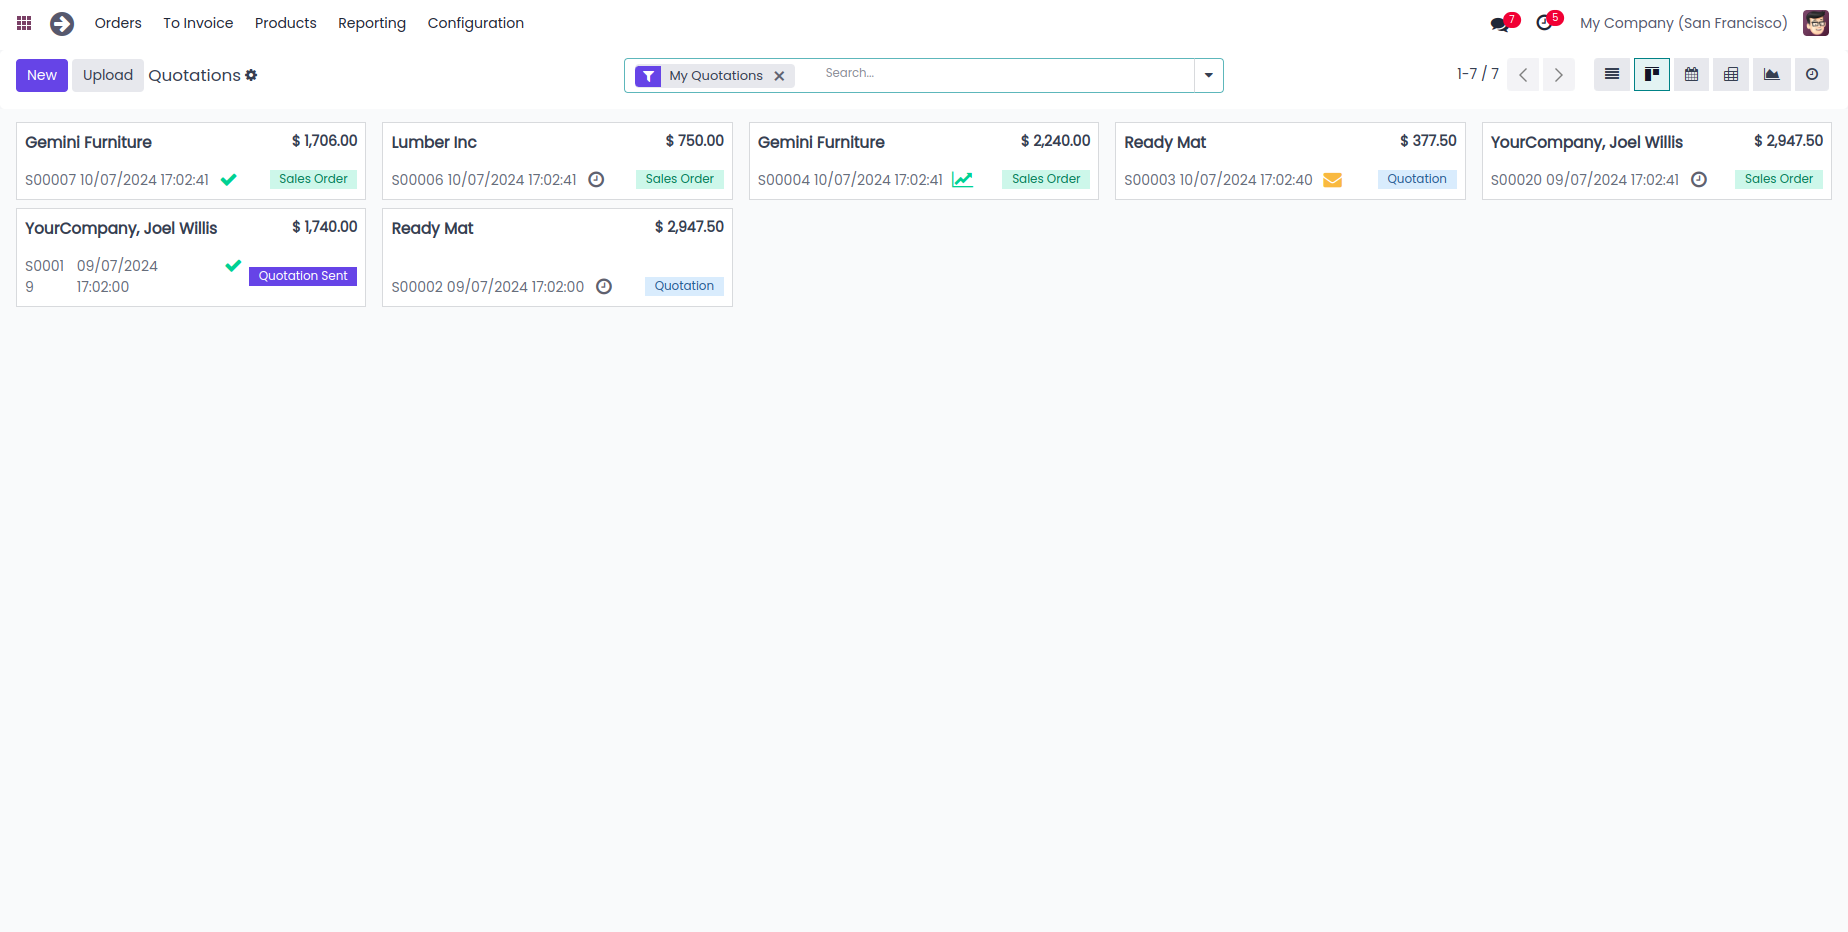 Orders To Invoice Products Reporting Configuration 7 5 My Company (San Francisco)
New Upload Quotations My Quotations Search... 1-7 / 7
Gemini Furniture $ 1,706.00
S00007 10/07/2024 17:02:41 Sales Order
Lumber Inc $ 750.00
S00006 10/07/2024 17:02:41 Sales Order
Gemini Furniture $ 2,240.00
S00004 10/07/2024 17:02:41 Sales Order
Ready Mat $ 377.50
S00003 10/07/2024 17:02:40 Quotation
YourCompany, Joel Willis $ 2,947.50
S00020 09/07/2024 17:02:41 Sales Order
YourCompany, Joel Willis $ 1,740.00
S0001 09/07/2024 Quotation Sent
9 17:02:00
Ready Mat $ 2,947.50
S00002 09/07/2024 17:02:00 Quotation